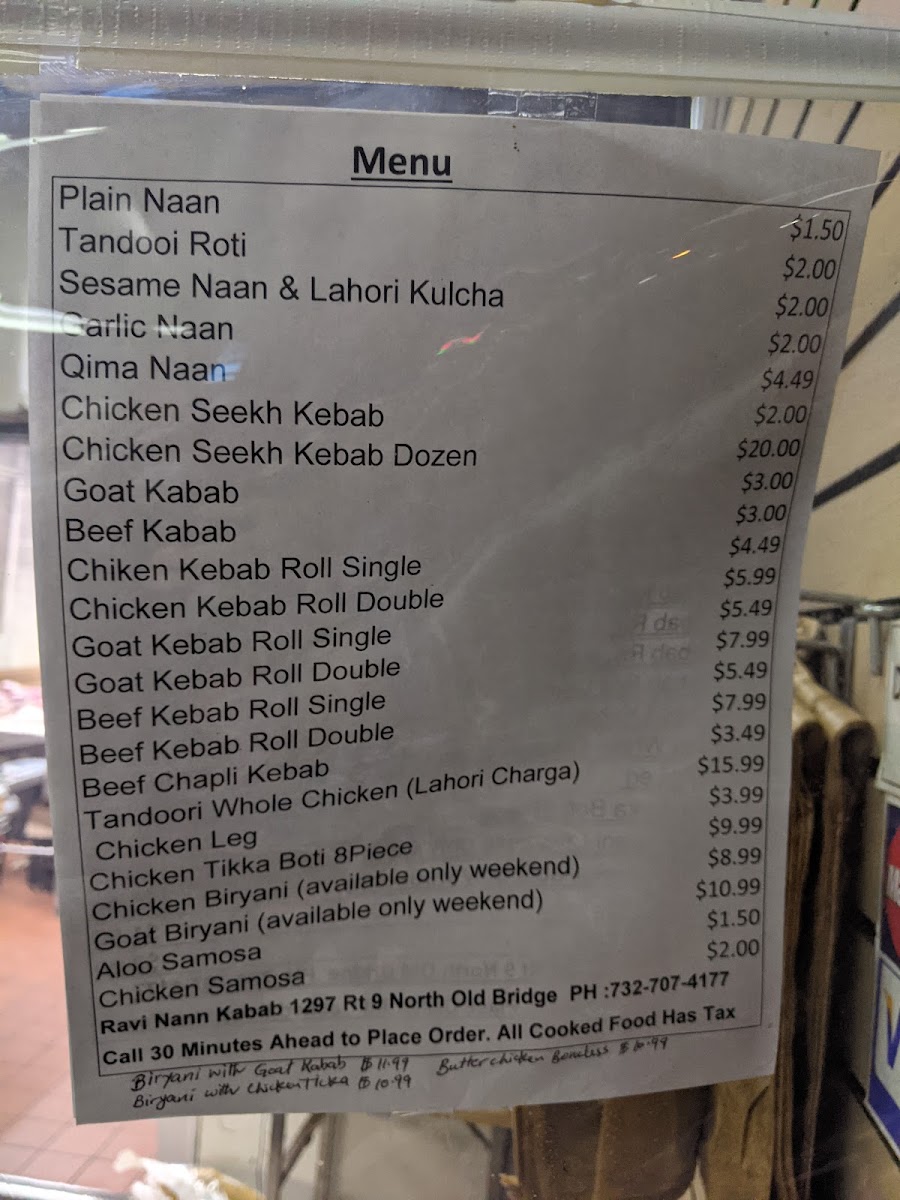 Menu
Plain Naan $1.50
Tandooi Roti $2.00
Sesame Naan & Lahori Kulcha $2.00
Garlic Naan $2.00
Qima Naan $4.49
Chicken Seekh Kebab $2.00
Chicken Seekh Kebab Dozen $20.00
Goat Kabab $3.00
Beef Kabab $3.00
Chiken Kebab Roll Single $4.49
Chicken Kebab Roll Double $5.99
Goat Kebab Roll Single $5.49
Goat Kebab Roll Double $7.99
Beef Kebab Roll Single $5.49
Beef Kebab Roll Double $7.99
Beef Chapli Kebab $3.49
Tandoori Whole Chicken (Lahori Charga) $15.99
Chicken Leg $3.99
Chicken Tikka Boti 8Piece $9.99
Chicken Biryani (available only weekend) $8.99
Goat Biryani (available only weekend) $10.99
Aloo Samosa $1.50
Chicken Samosa $2.00
Ravi Nann Kabab 1297 Rt 9 North Old Bridge PH :732-707-4177
Call 30 Minutes Ahead to Place Order. All Cooked Food Has Tax
Biryani with Goat Kabab $11.99 Butter chicken Boneless $10.99
Biryani with Chicken Ticka $10.99